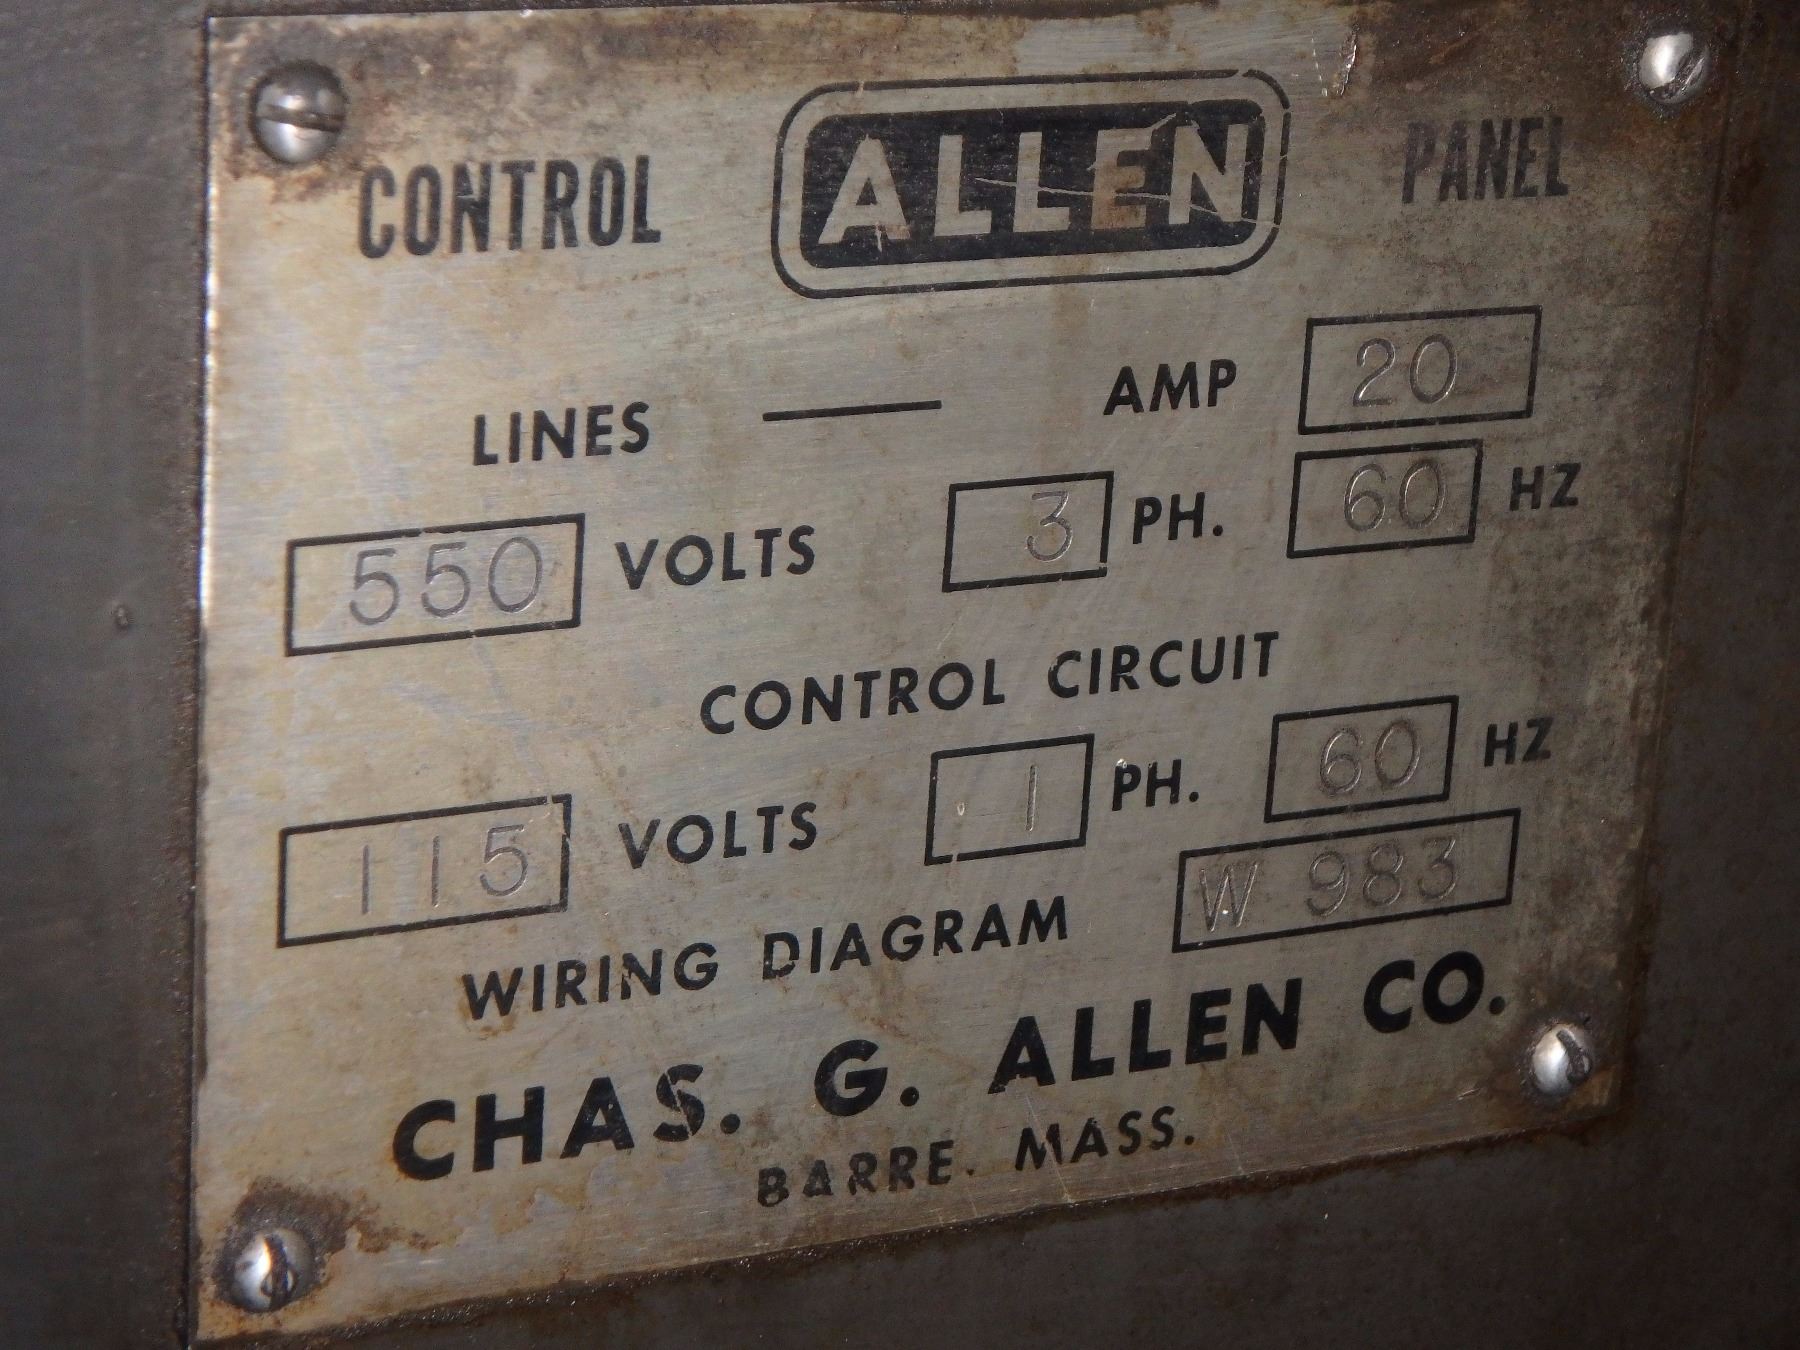 CONTROL ALLEN PANEL
LINES — AMP 20
550 VOLTS 3 PH. 60 HZ
CONTROL CIRCUIT
115 VOLTS 1 PH. 60 HZ
WIRING DIAGRAM W 983
CHAS. G. ALLEN CO.
BARRE. MASS.